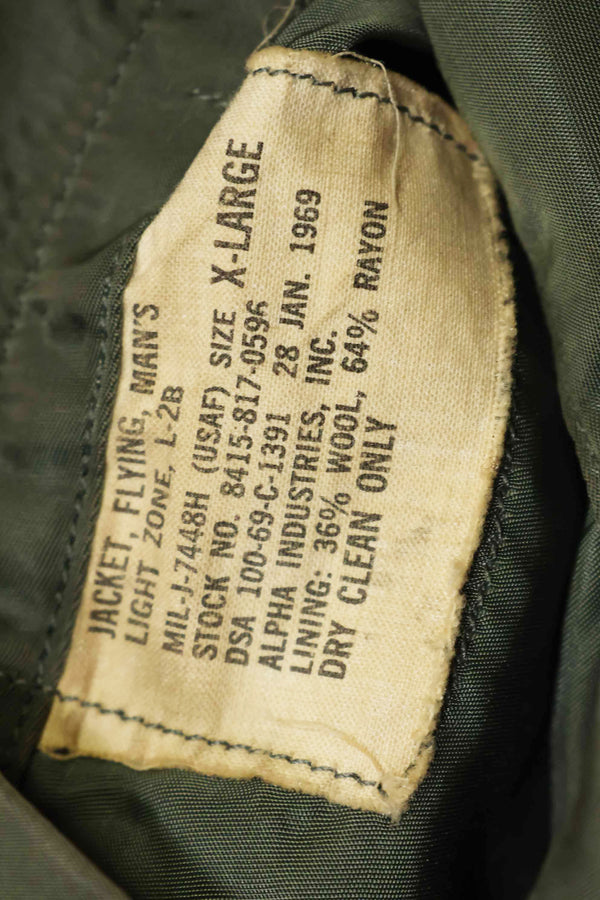 JACKET, FLYING, MAN'S
LIGHT ZONE, L-2B
MIL-J-7448H (USAF) SIZE X-LARGE
STOCK NO. 8415-817-0596
DSA 100-69-C-1391 28 JAN. 1969
ALPHA INDUSTRIES, INC.
LINING: 36% WOOL, 64% RAYON
DRY CLEAN ONLY